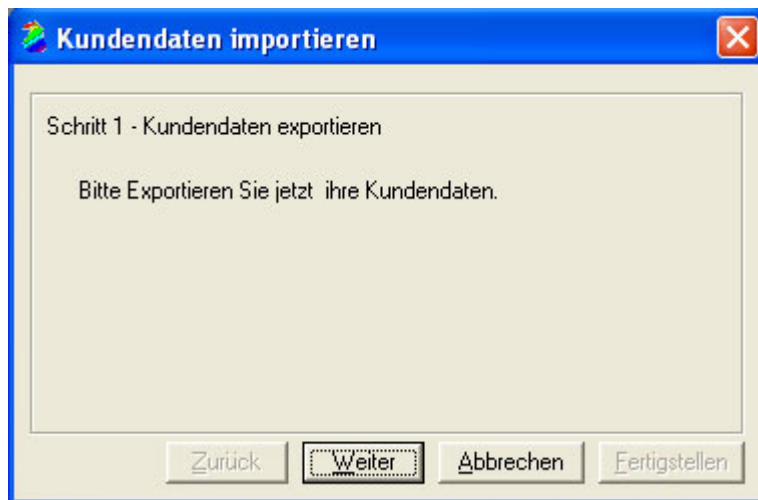 Kundendaten importieren
Schritt 1 - Kundendaten exportieren
Bitte Exportieren Sie jetzt  ihre Kundendaten.
Zurück Weiter Abbrechen Fertigstellen